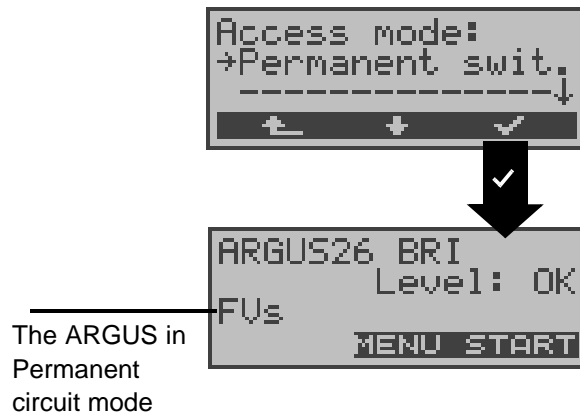 Access mode:
→Permanent swit.
---------------↓
✓
ARGUS26 BRI
Level: OK
FVs
MENU START
The ARGUS in
Permanent
circuit mode